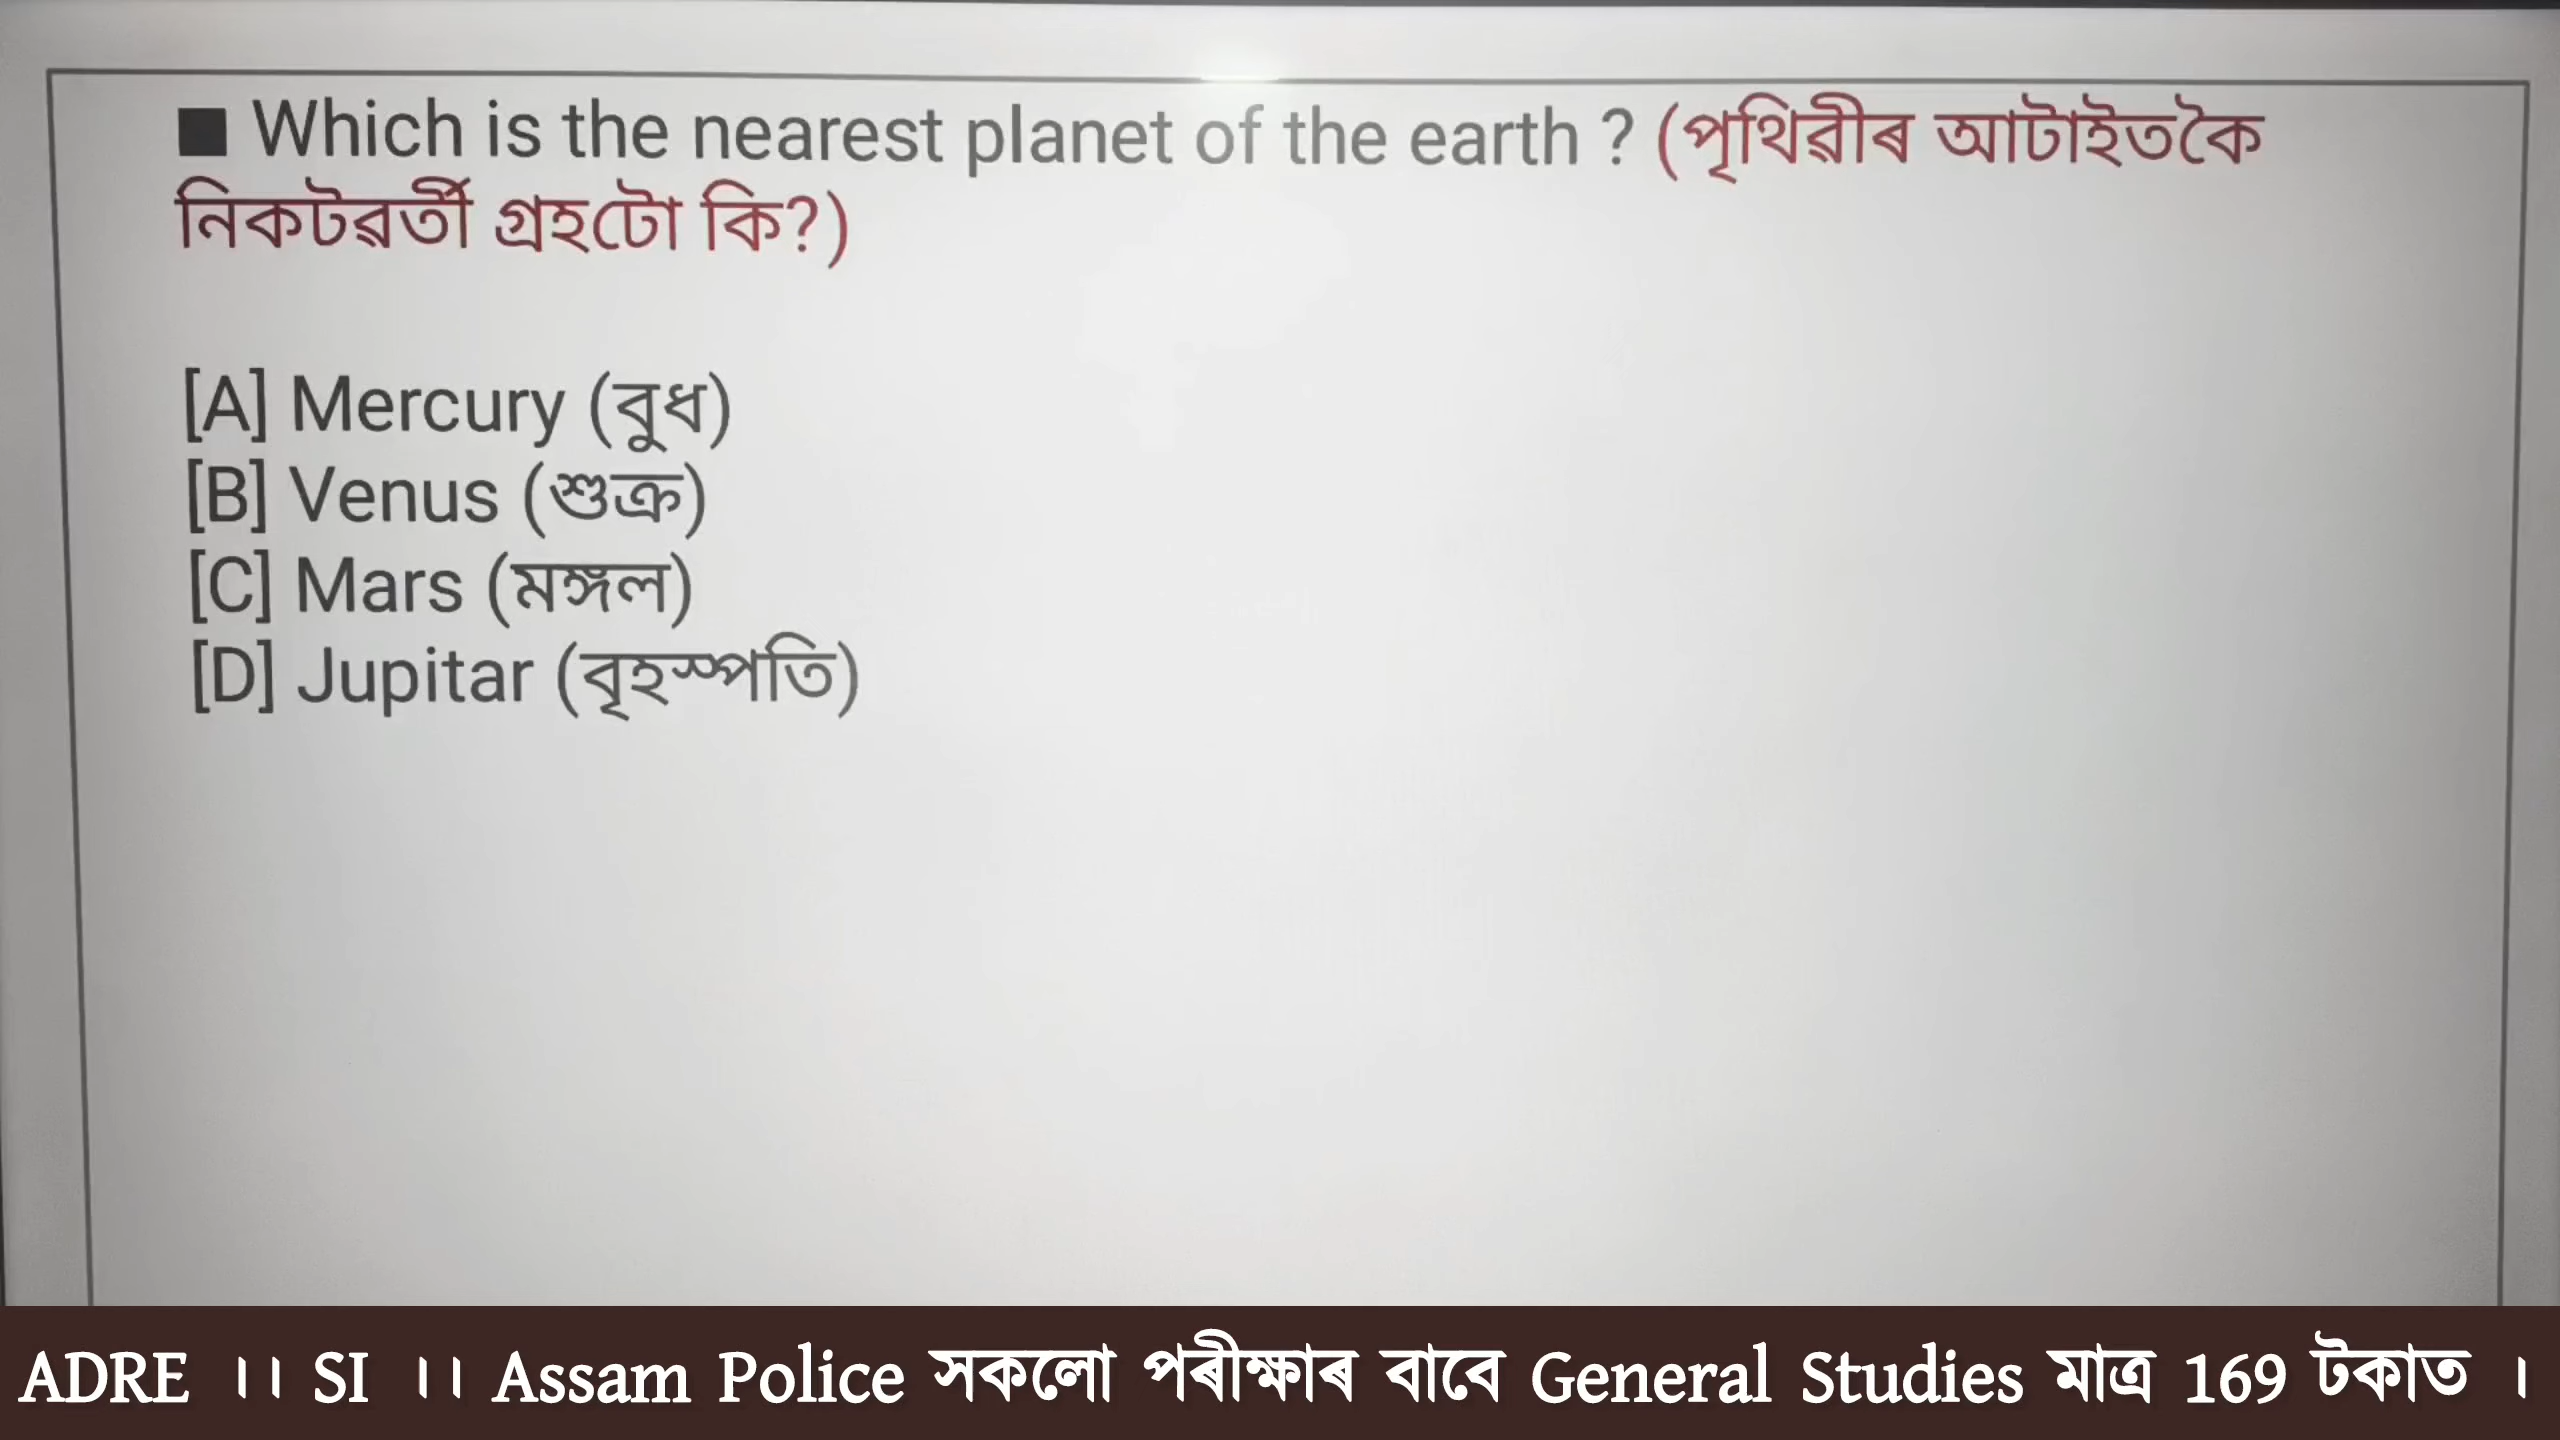 ■ Which is the nearest planet of the earth ? (পৃথিৱীৰ আটাইতকৈ
নিকটৱৰ্তী গ্ৰহটো কি?)
[A] Mercury (বুধ)
[B] Venus (শুক্ৰ)
[C] Mars (মঙ্গল)
[D] Jupitar (বৃহস্পতি)
ADRE ।। SI ।। Assam Police সকলো পৰীক্ষাৰ বাবে General Studies মাত্ৰ 169 টকাত ।